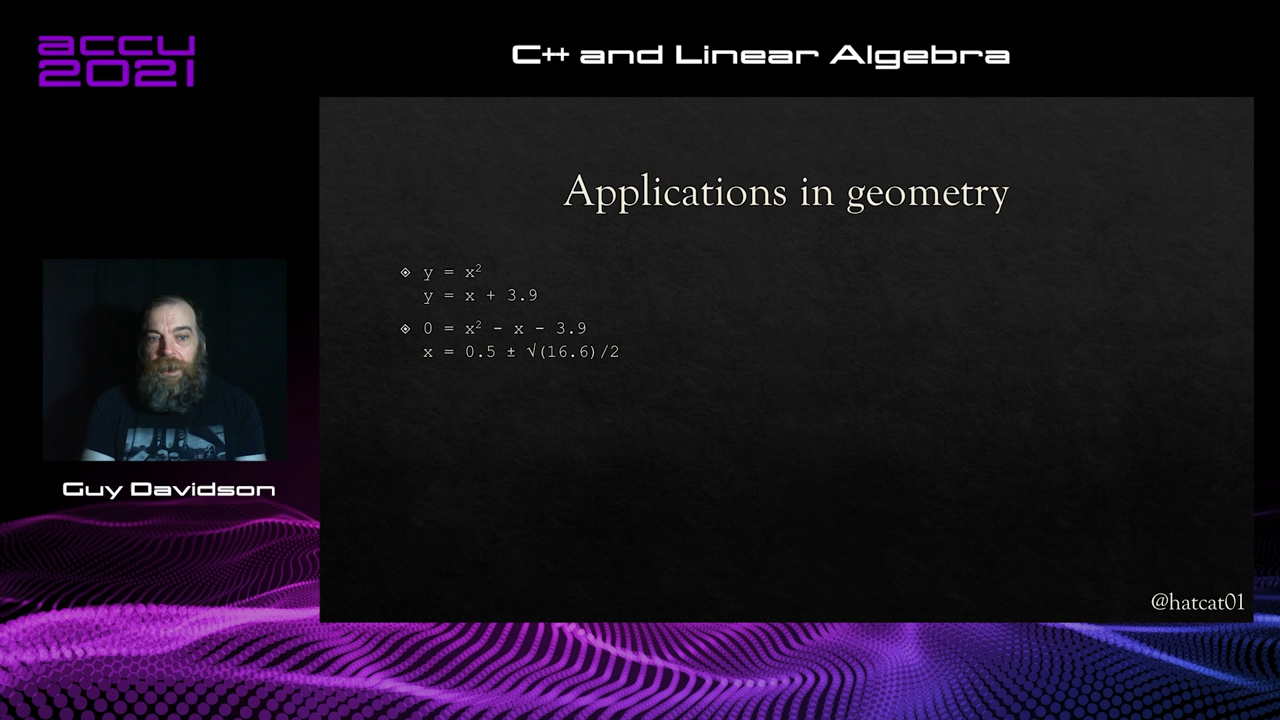 accu
2021
C++ and Linear Algebra
Applications in geometry
◈ y = x²
y = x + 3.9
◈ 0 = x² - x - 3.9
x = 0.5 ± √(16.6)/2
Guy Davidson
@hatcat01